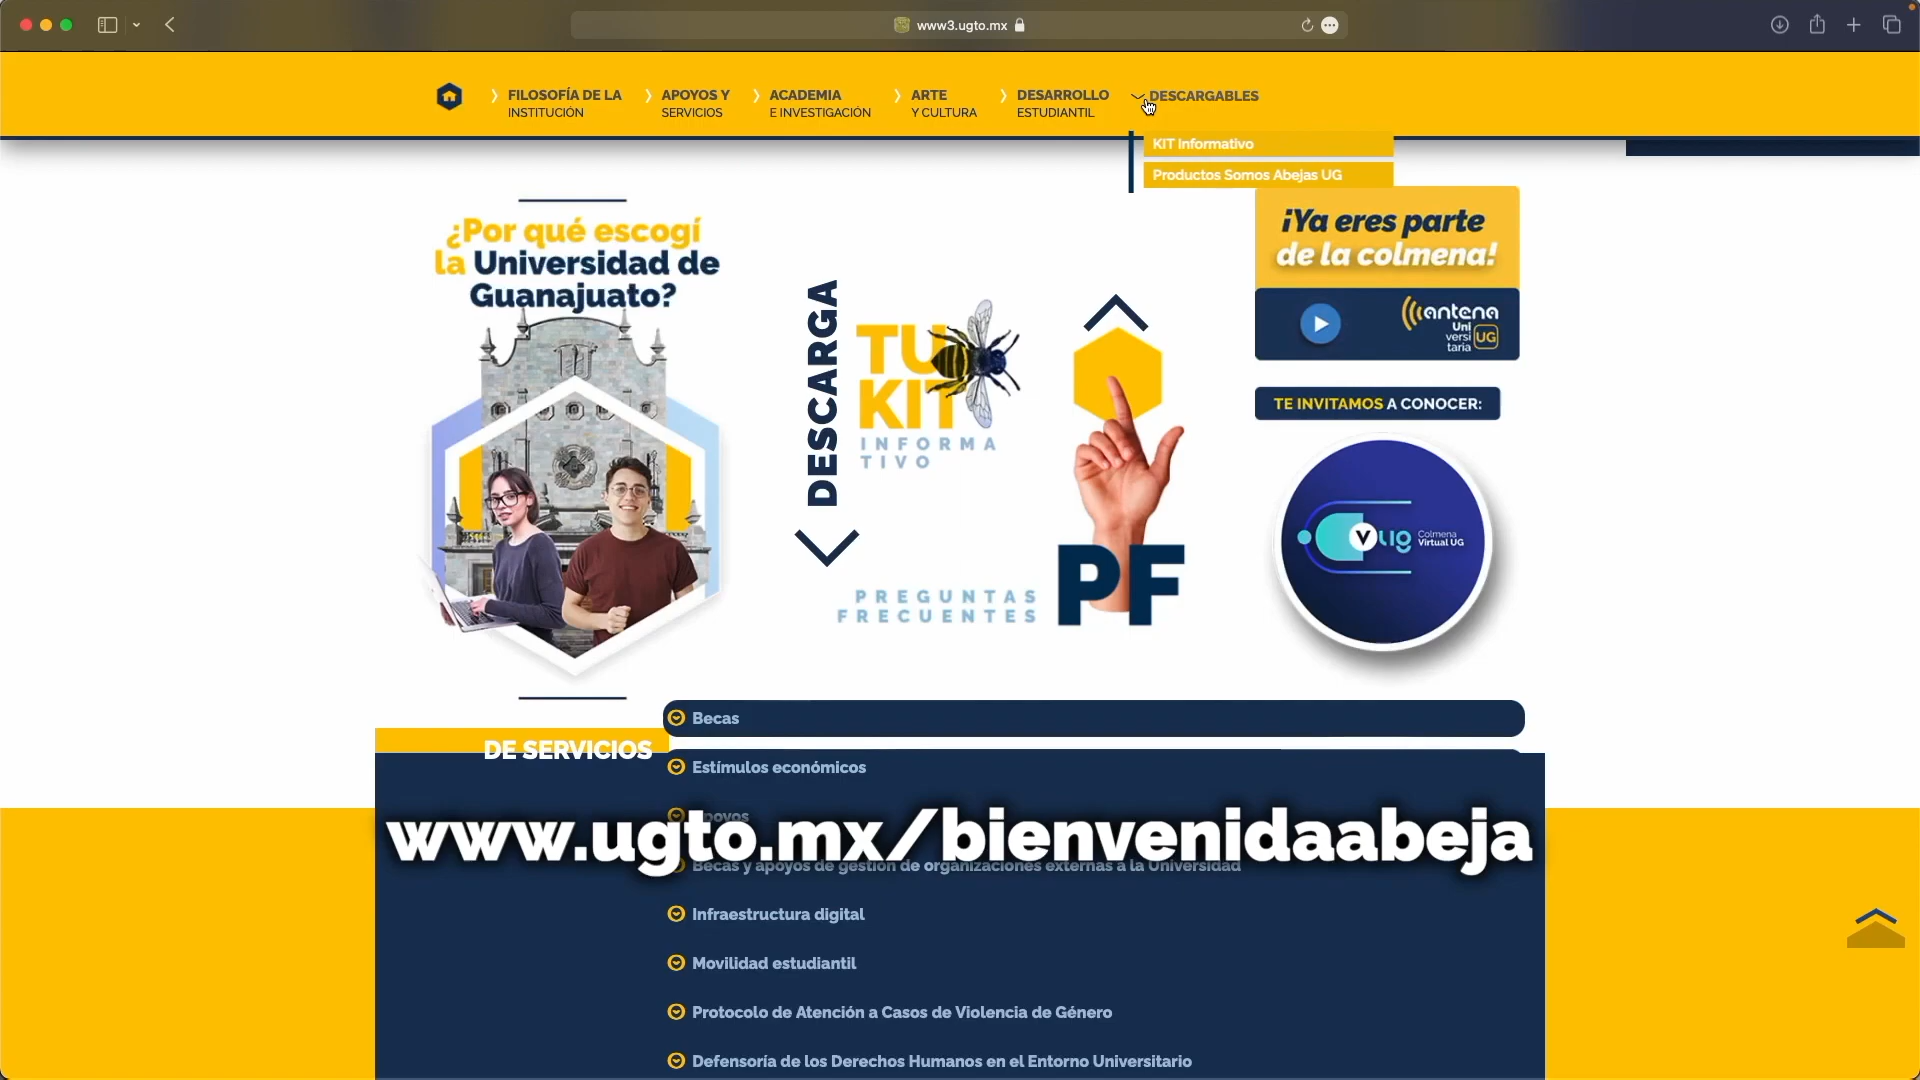 www3.ugto.mx
FILOSOFÍA DE LA
INSTITUCIÓN
APOYOS Y
SERVICIOS
ACADEMIA
E INVESTIGACIÓN
ARTE
Y CULTURA
DESARROLLO
ESTUDIANTIL
DESCARGABLES
KIT Informativo
Productos Somos Abejas UG
¿Por qué escogí
la Universidad de
Guanajuato?
DESCARGA
TU
KIT
INFORMA
TIVO
PREGUNTAS
FRECUENTES
PF
¡Ya eres parte
de la colmena!
antena
Uni
versi
taria
UG
TE INVITAMOS A CONOCER:
VUG
Colmena
Virtual UG
DE SERVICIOS
Becas
Estímulos económicos
Apoyos
www.ugto.mx/bienvenidaabeja
Becas y apoyos de gestión de organizaciones externas a la Universidad
Infraestructura digital
Movilidad estudiantil
Protocolo de Atención a Casos de Violencia de Género
Defensoría de los Derechos Humanos en el Entorno Universitario